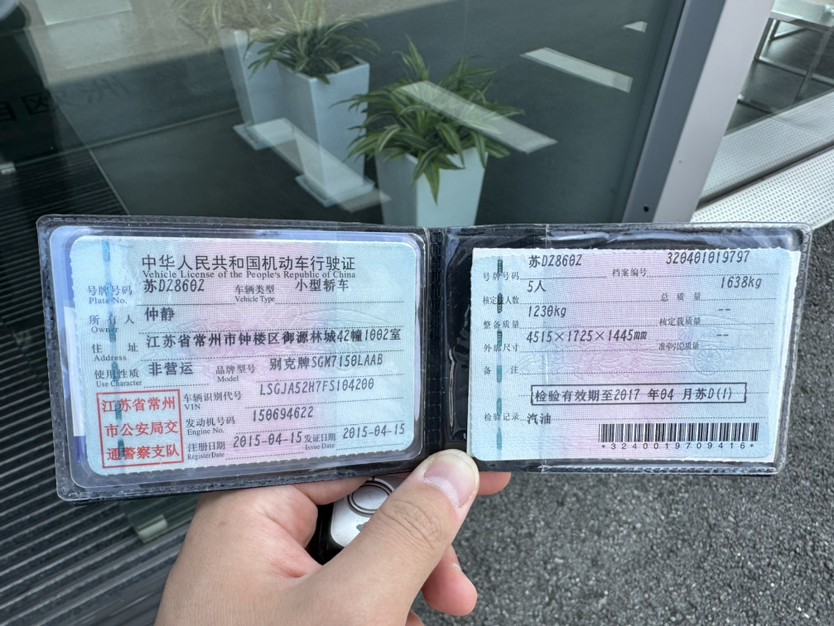 中华人民共和国机动车行驶证
Vehicle License of the People's Republic of China
号牌号码 Plate No. 苏DZ860Z 车辆类型 Vehicle Type 小型轿车
所有人 Owner 仲静
住址 Address 江苏省常州市钟楼区御源林城42幢1002室
使用性质 Use Character 非营运 品牌型号 Model 别克牌SGM7150LAAB
车辆识别代号 VIN LSGJA52H7FS104200
发动机号码 Engine No. 150694622
注册日期 Register Date 2015-04-15 发证日期 Issue Date 2015-04-15
江苏省常州
市公安局交
通警察支队
号牌号码 苏DZ860Z 档案编号 320401019797
核定人数 5人 总质量 1638kg
整备质量 1230kg 核定载质量 --
外廓尺寸 4515×1725×1445mm 准牵引总质量 --
备注
检验有效期至2017年04月苏D(1)
检验记录 汽油
*3240019709416*